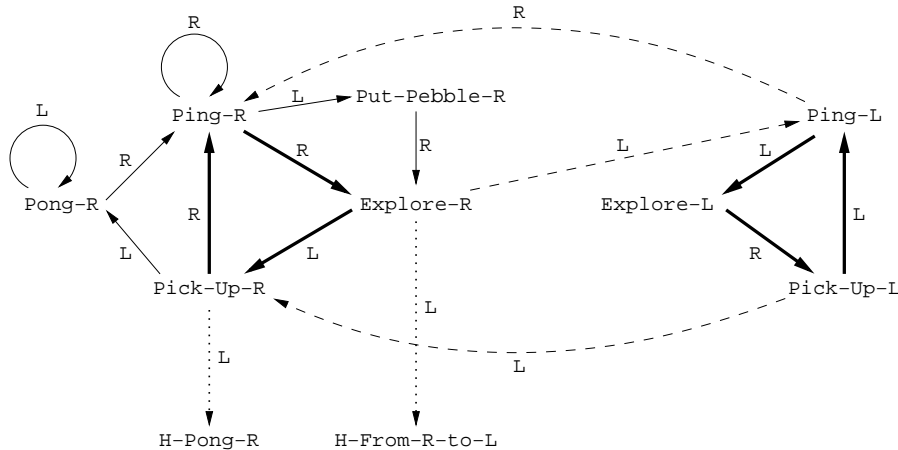 R
R
L
Put-Pebble-R
Ping-R
Ping-L
L
R
R
L
L
R
Pong-R
Explore-R
Explore-L
R
L
L
R
L
Pick-Up-R
Pick-Up-L
L
L
L
H-Pong-R
H-From-R-to-L